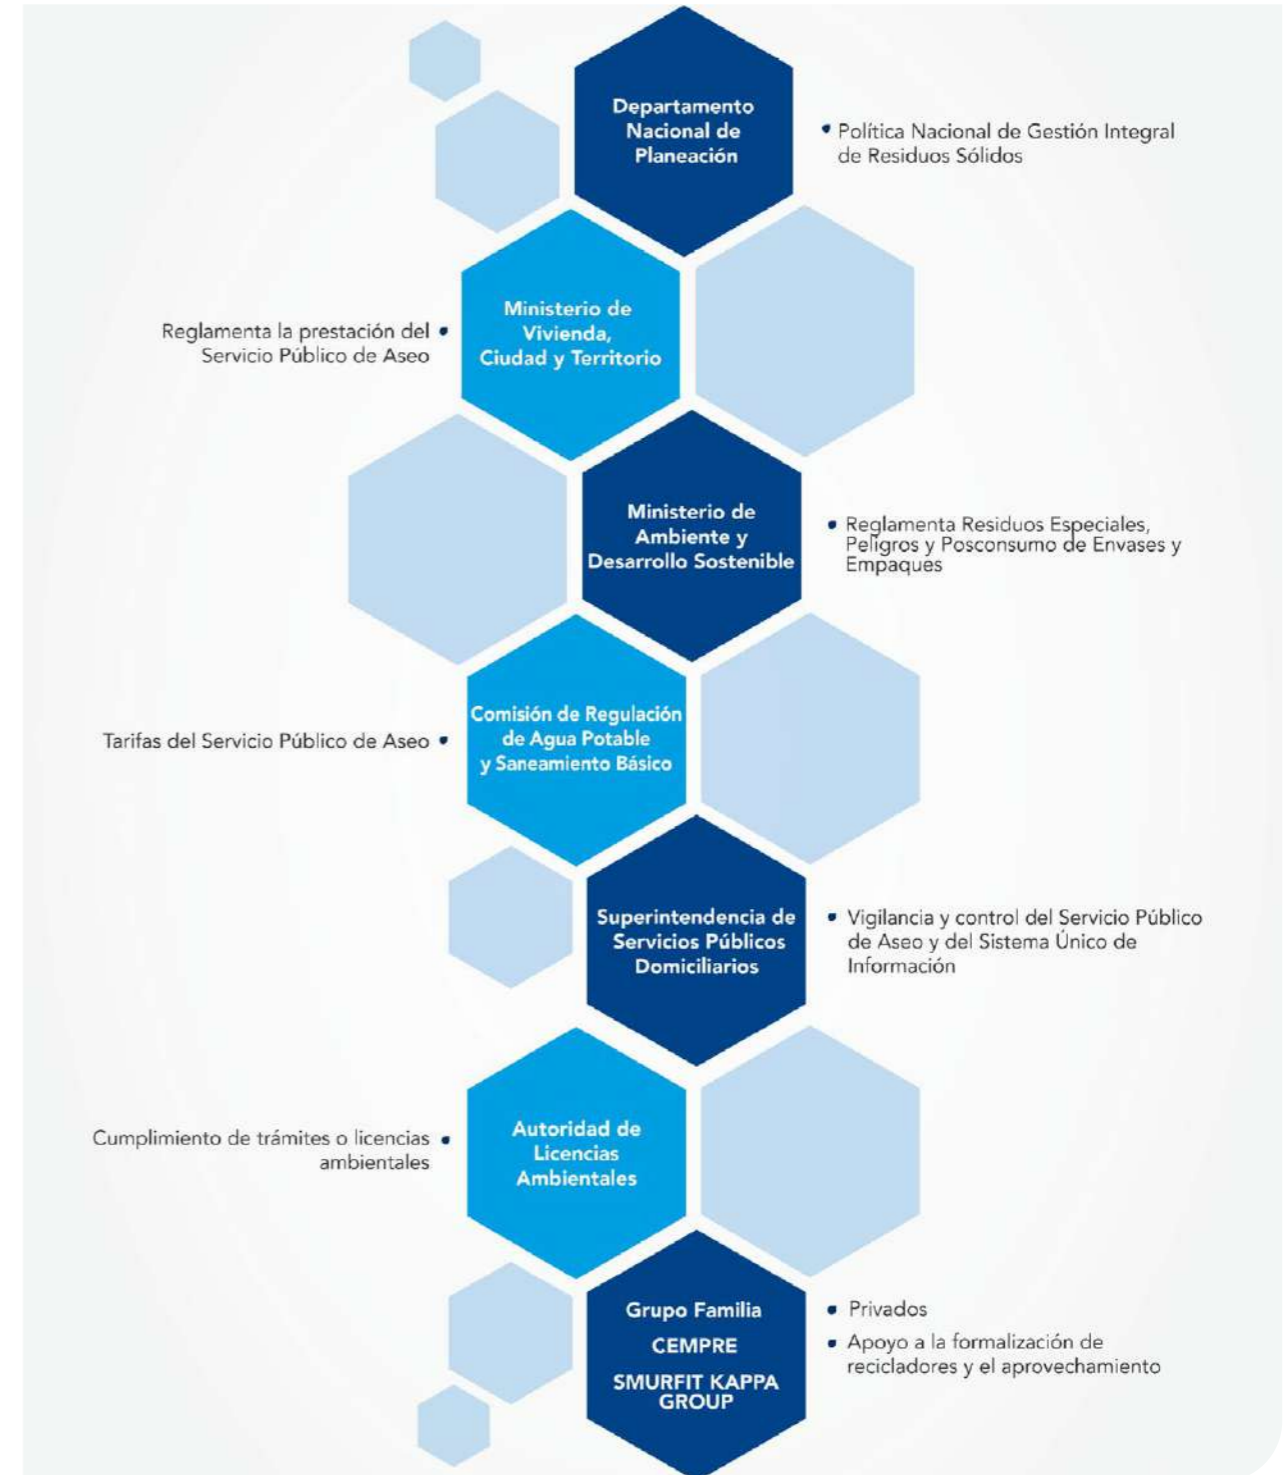 Departamento
Nacional de
Planeación
• Política Nacional de Gestión Integral
de Residuos Sólidos
Ministerio de
Vivienda,
Ciudad y Territorio
Reglamenta la prestación del •
Servicio Público de Aseo
Ministerio de
Ambiente y
Desarrollo Sostenible
• Reglamenta Residuos Especiales,
Peligros y Posconsumo de Envases y
Empaques
Comisión de Regulación
de Agua Potable
y Saneamiento Básico
Tarifas del Servicio Público de Aseo •
Superintendencia de
Servicios Públicos
Domiciliarios
• Vigilancia y control del Servicio Público
de Aseo y del Sistema Único de
Información
Autoridad de
Licencias
Ambientales
Cumplimiento de trámites o licencias •
ambientales
Grupo Familia
CEMPRE
SMURFIT KAPPA
GROUP
• Privados
• Apoyo a la formalización de
recicladores y el aprovechamiento